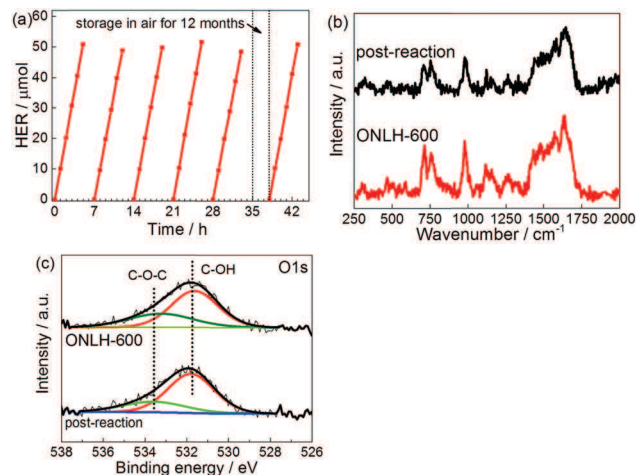 (a)
storage in air for 12 months
HER / μmol
60
50
40
30
20
10
0
0 7 14 21 28 35 42
Time / h
(b)
post-reaction
ONLH-600
Intensity / a.u.
250 500 750 1000 1250 1500 1750 2000
Wavenumber / cm-1
(c)
O1s
C-O-C
C-OH
ONLH-600
post-reaction
Intensity / a.u.
538 536 534 532 530 528 526
Binding energy / eV